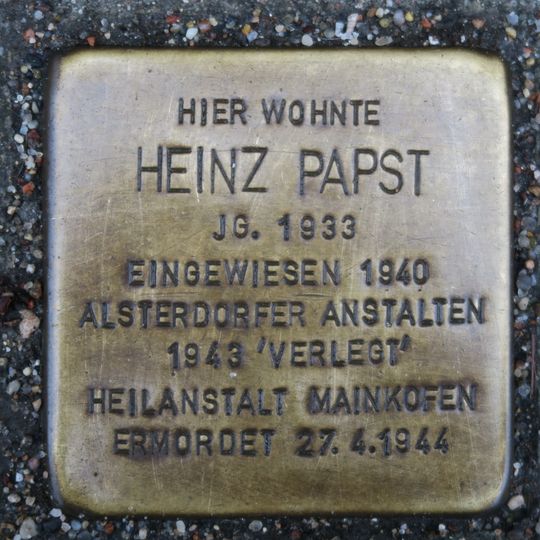 HIER WOHNTE
HEINZ PAPST
JG. 1933
EINGEWIESEN 1940
ALSTERDORFER ANSTALTEN
1943 'VERLEGT'
HEILANSTALT MAINKOFEN
ERMORDET 27.4.1944